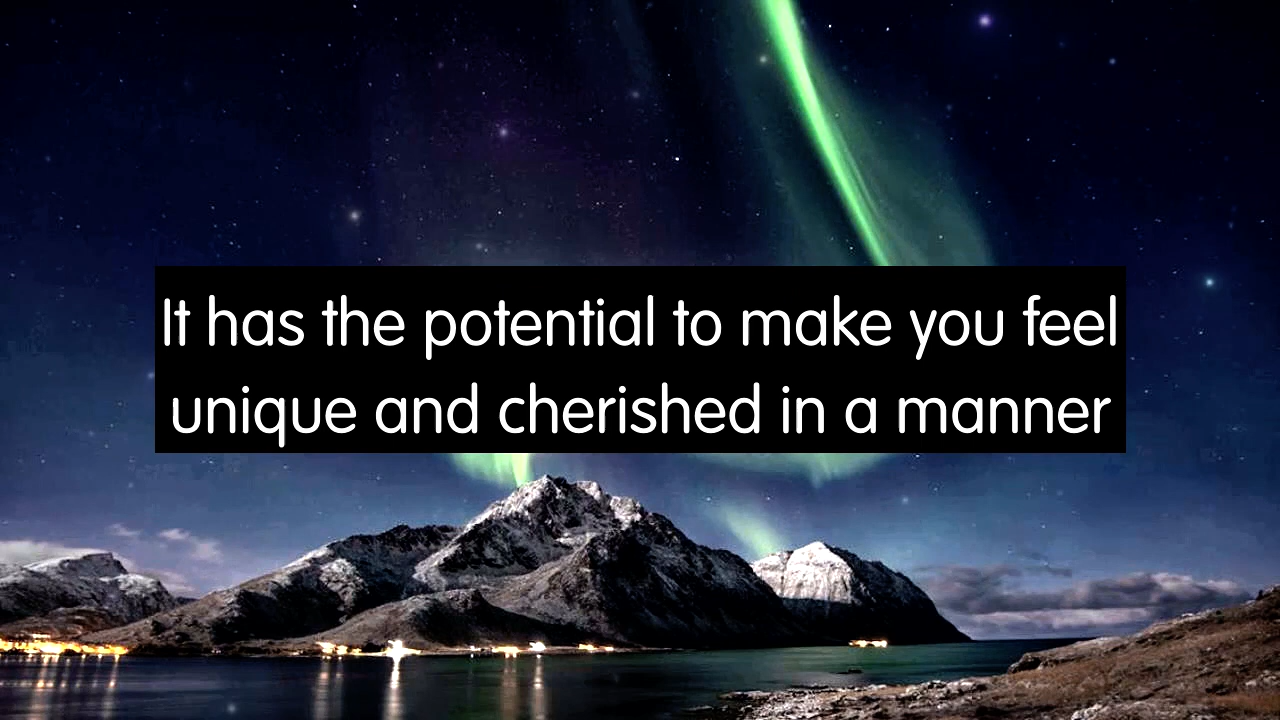 It has the potential to make you feel
unique and cherished in a manner